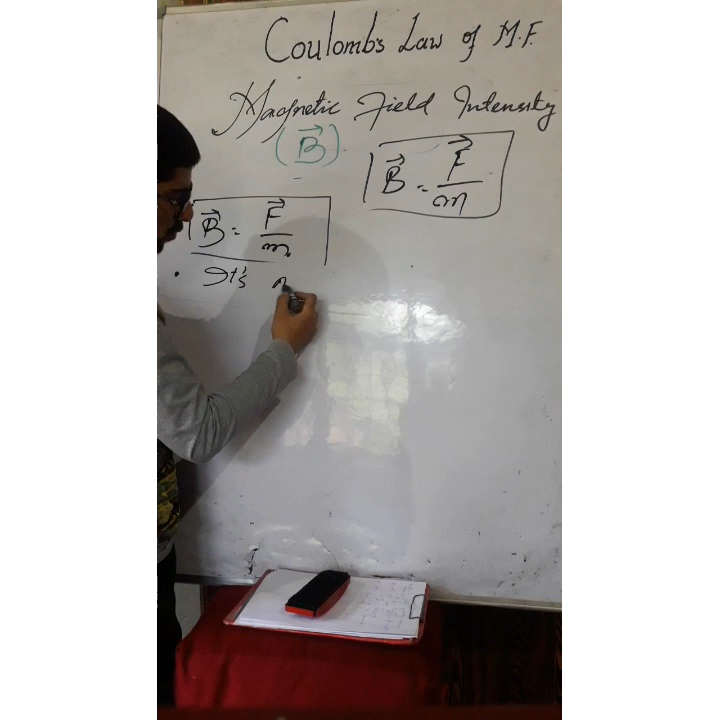 Coulomb's Law of M.F.
Magnetic Field Intensity
(B⃗)
B⃗ = F⃗/m
B⃗ = F⃗/m
• It's